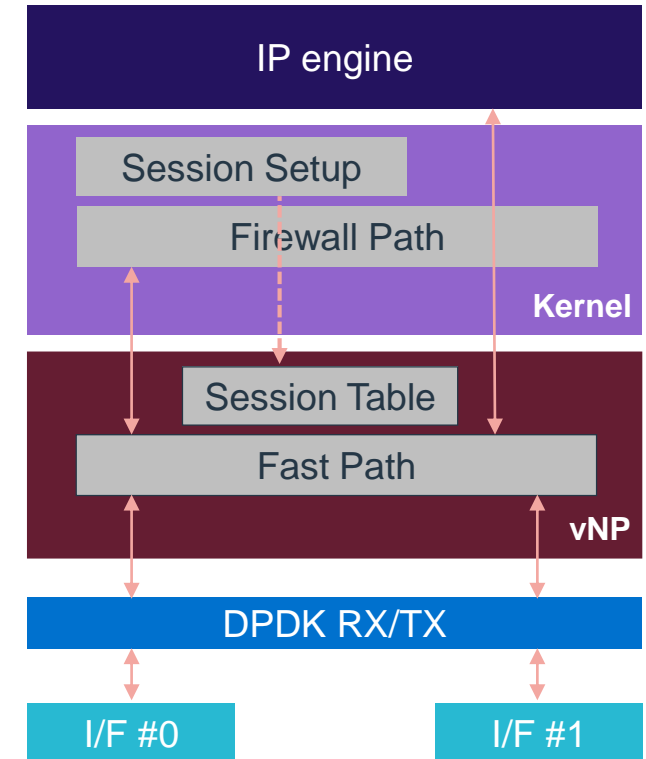 IP engine
Session Setup
Firewall Path
Kernel
Session Table
Fast Path
vNP
DPDK RX/TX
I/F #0
I/F #1